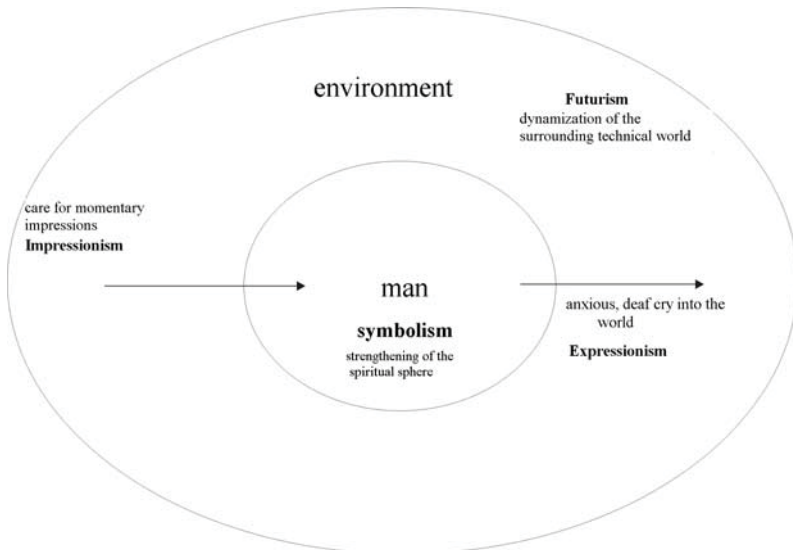 environment
Futurism
dynamization of the
surrounding technical world
care for momentary
impressions
Impressionism
man
symbolism
strengthening of the
spiritual sphere
anxious, deaf cry into the
world
Expressionism